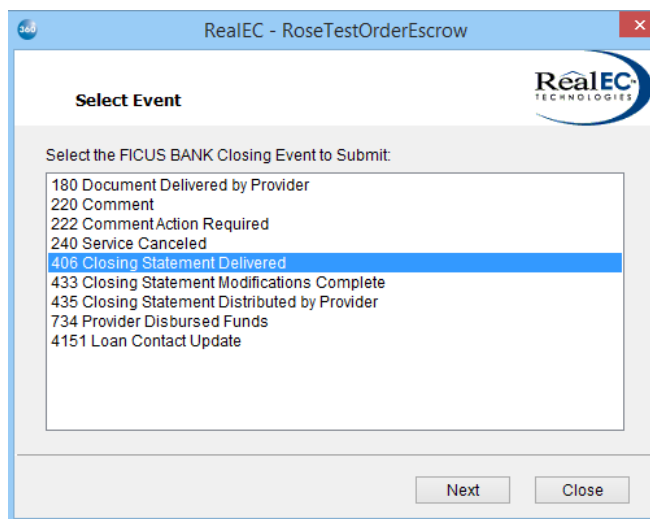 360
RealEC - RoseTestOrderEscrow
x
RealEC
TECHNOLOGIES
Select Event
Select the FICUS BANK Closing Event to Submit:
180 Document Delivered by Provider
220 Comment
222 Comment Action Required
240 Service Canceled
406 Closing Statement Delivered
433 Closing Statement Modifications Complete
435 Closing Statement Distributed by Provider
734 Provider Disbursed Funds
4151 Loan Contact Update
Next
Close